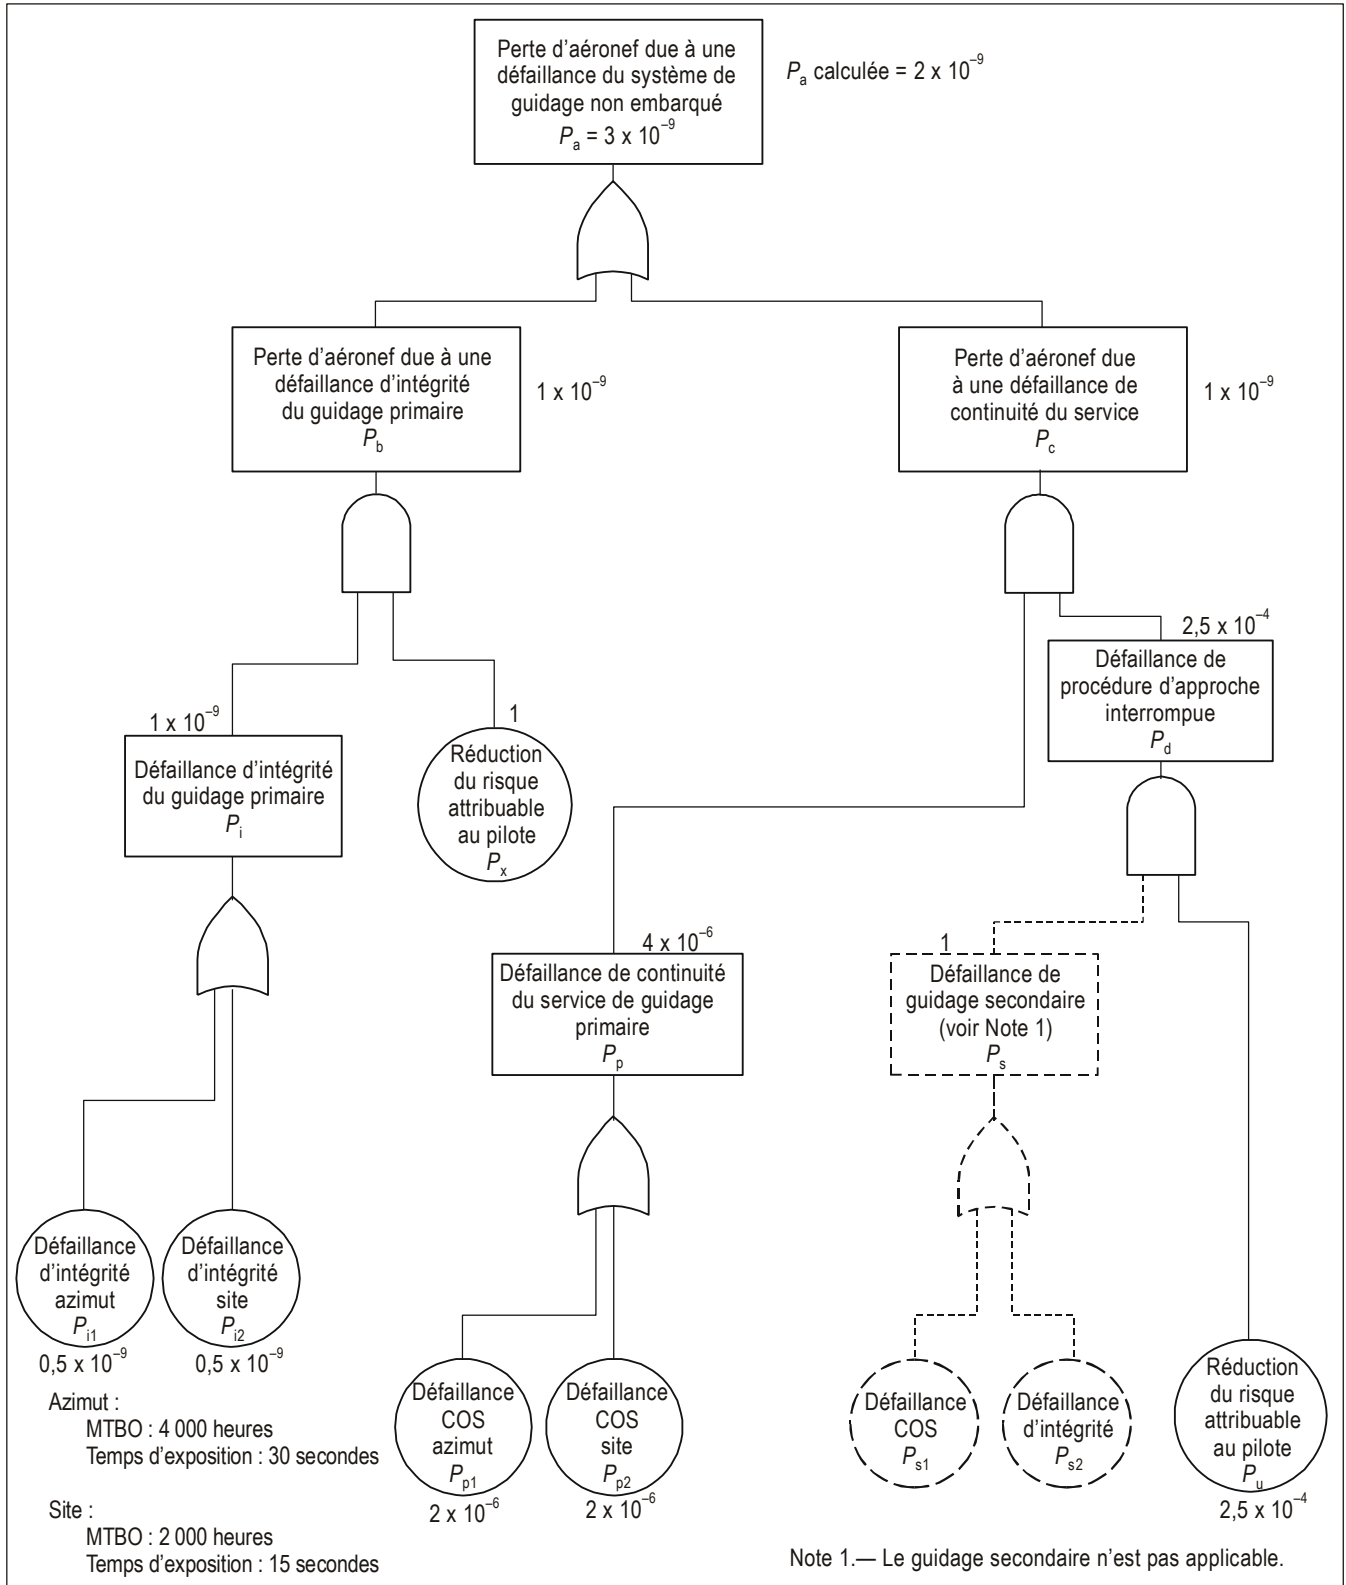 Perte d'aéronef due à une
défaillance du système de
guidage non embarqué
Pa = 3 x 10–9
Pa calculée = 2 x 10–9
Perte d'aéronef due à une
défaillance d'intégrité
du guidage primaire
Pb
1 x 10–9
Perte d'aéronef due
à une défaillance de
continuité du service
Pc
1 x 10–9
2,5 x 10–4
Défaillance de
procédure d'approche
interrompue
Pd
1 x 10–9
Défaillance d'intégrité
du guidage primaire
Pi
1
Réduction
du risque
attribuable
au pilote
Px
4 x 10–6
Défaillance de continuité
du service de guidage
primaire
Pp
1
Défaillance de
guidage secondaire
(voir Note 1)
Ps
Défaillance
d'intégrité
azimut
Pi1
0,5 x 10–9
Défaillance
d'intégrité
site
Pi2
0,5 x 10–9
Défaillance
COS
azimut
Pp1
2 x 10–6
Défaillance
COS
site
Pp2
2 x 10–6
Défaillance
COS
Ps1
Défaillance
d'intégrité
Ps2
Réduction
du risque
attribuable
au pilote
Pu
2,5 x 10–4
Azimut :
MTBO : 4 000 heures
Temps d'exposition : 30 secondes
Site :
MTBO : 2 000 heures
Temps d'exposition : 15 secondes
Note 1.— Le guidage secondaire n'est pas applicable.